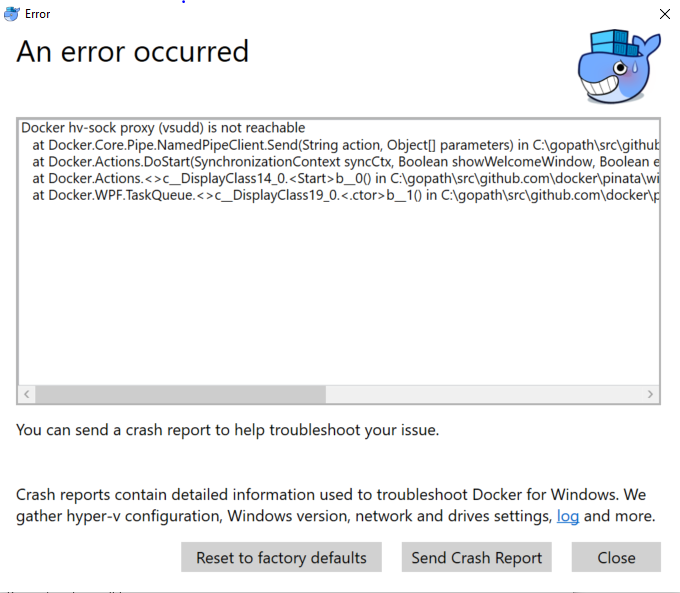 Error
An error occurred
Docker hv-sock proxy (vsudd) is not reachable
at Docker.Core.Pipe.NamedPipeClient.Send(String action, Object[] parameters) in C:\gopath\src\github
at Docker.Actions.DoStart(SynchronizationContext syncCtx, Boolean showWelcomeWindow, Boolean e
at Docker.Actions.<>c__DisplayClass14_0.<Start>b__0() in C:\gopath\src\github.com\docker\pinata\wi
at Docker.WPF.TaskQueue.<>c__DisplayClass19_0.<.ctor>b__1() in C:\gopath\src\github.com\docker\p
You can send a crash report to help troubleshoot your issue.
Crash reports contain detailed information used to troubleshoot Docker for Windows. We
gather hyper-v configuration, Windows version, network and drives settings, log and more.
Reset to factory defaults
Send Crash Report
Close